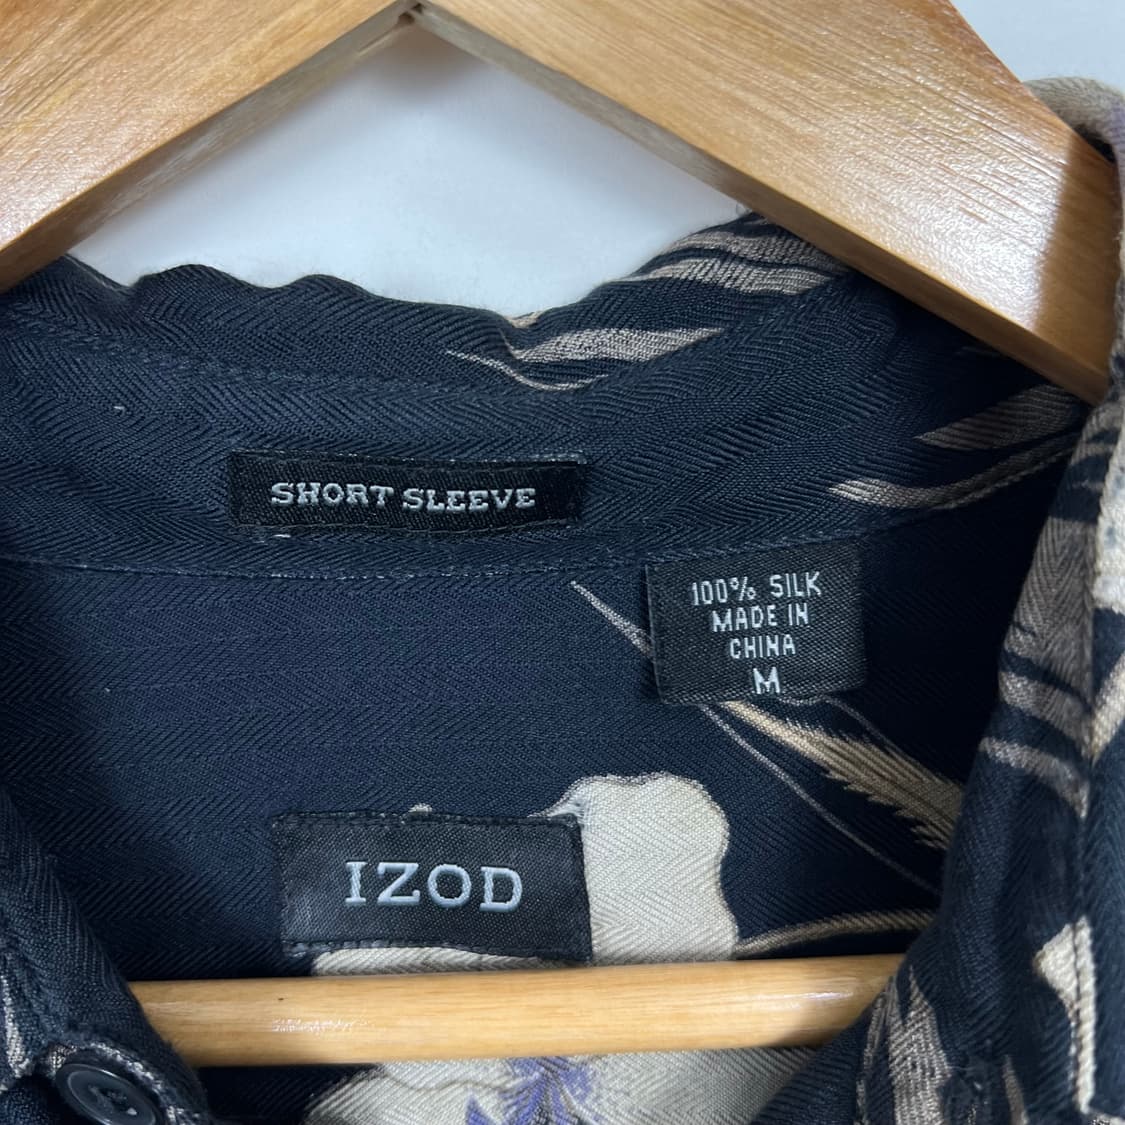 SHORT SLEEVE
100% SILK
MADE IN
CHINA
M
IZOD